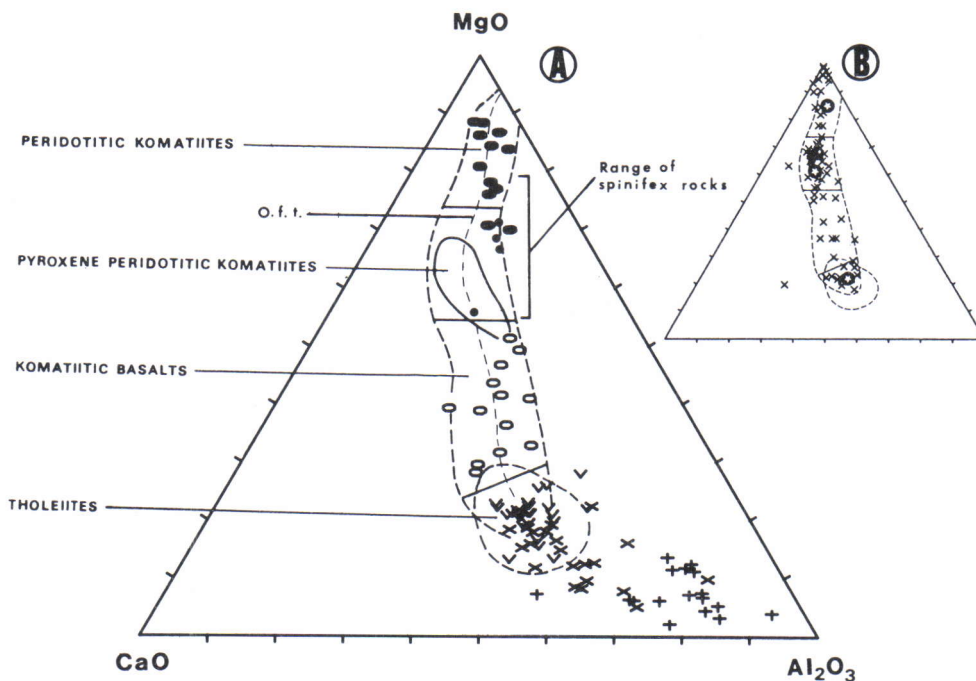 MgO
A
B
PERIDOTITIC KOMATIITES
Range of
spinifex rocks
O.f.t.
PYROXENE PERIDOTITIC KOMATIITES
KOMATIITIC BASALTS
THOLEIITES
CaO
Al₂O₃